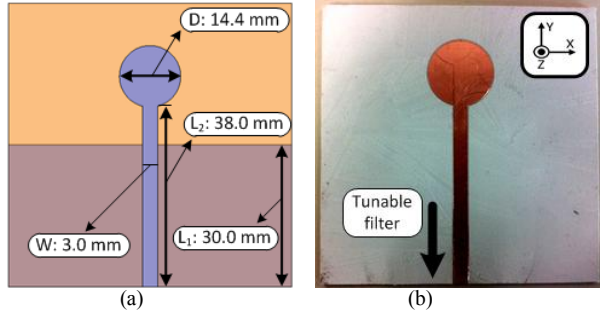 D: 14.4 mm
L₂: 38.0 mm
W: 3.0 mm
L₁: 30.0 mm
(a)
Y
X
Z
Tunable
filter
(b)